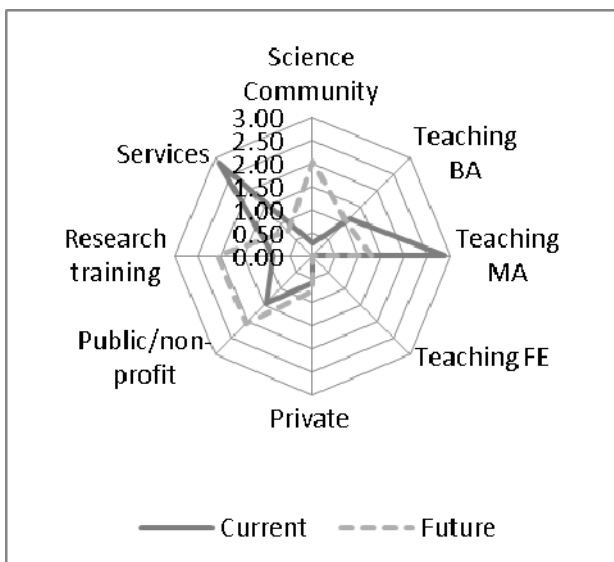 Science
Community
3.00
2.50
2.00
1.50
1.00
0.50
0.00
Teaching
BA
Teaching
MA
Teaching FE
Private
Public/non-
profit
Research
training
Services
Current
Future